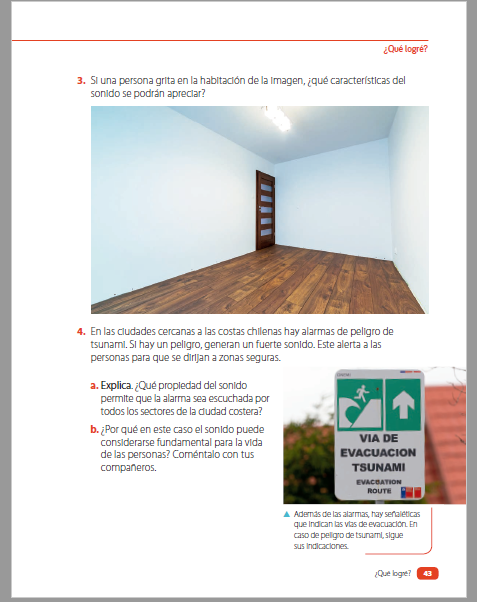 ¿Qué logré?
3. Si una persona grita en la habitación de la imagen, ¿qué características del
sonido se podrán apreciar?
4. En las ciudades cercanas a las costas chilenas hay alarmas de peligro de
tsunami. Si hay un peligro, generan un fuerte sonido. Este alerta a las
personas para que se dirijan a zonas seguras.
a. Explica. ¿Qué propiedad del sonido
permite que la alarma sea escuchada por
todos los sectores de la ciudad costera?
b. ¿Por qué en este caso el sonido puede
considerarse fundamental para la vida
de las personas? Coméntalo con tus
compañeros.
VIA DE
EVACUACION
TSUNAMI
EVACUATION
ROUTE
Además de las alarmas, hay señaléticas
que indican las vías de evacuación. En
caso de peligro de tsunami, sigue
sus indicaciones.
¿Qué logré? 43